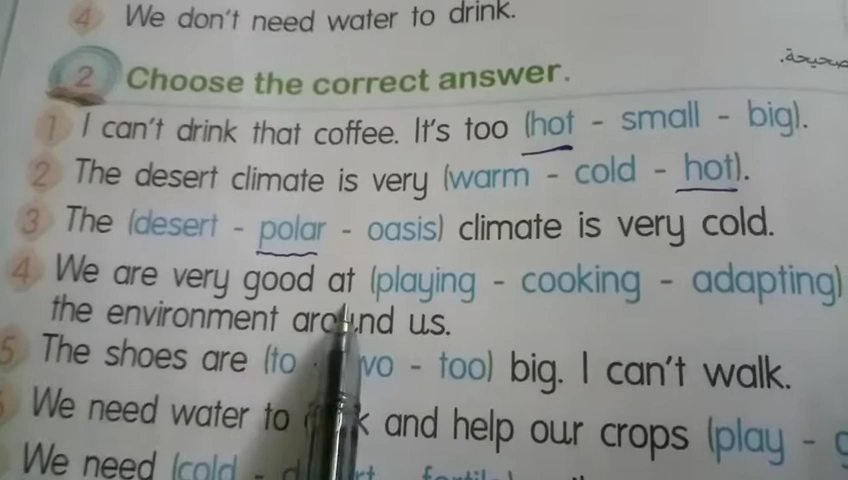 4 We don't need water to drink.
صحيحة.
2 Choose the correct answer.
1 I can't drink that coffee. It's too (hot - small - big).
2 The desert climate is very (warm - cold - hot).
3 The (desert - polar - oasis) climate is very cold.
4 We are very good at (playing - cooking - adapting)
the environment around us.
5 The shoes are (to - - too) big. I can't walk.
We need water to and help our crops (play -
We need (cold -